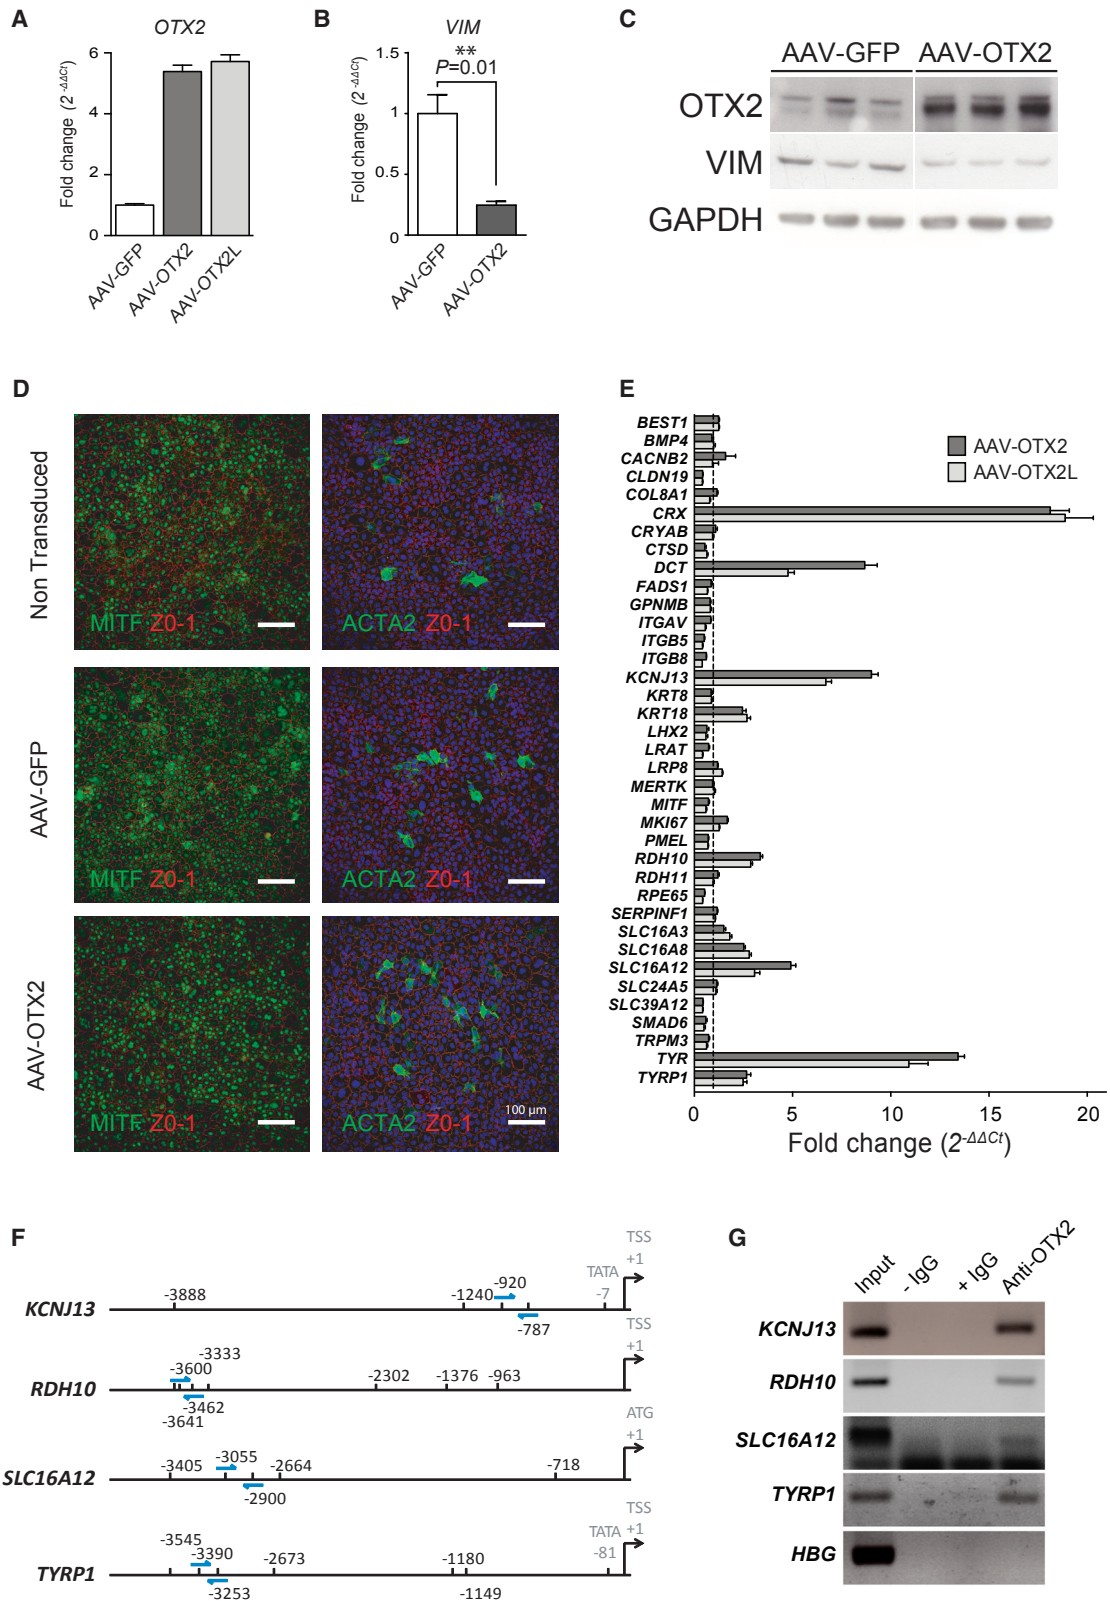 A
OTX2
Fold change (2 -ΔΔCt)
6
4
2
0
AAV-GFP
AAV-OTX2
AAV-OTX2L
B
VIM
**
P=0.01
Fold change (2 -ΔΔCt)
1.5
1
0.5
0
AAV-GFP
AAV-OTX2
C
AAV-GFP AAV-OTX2
OTX2
VIM
GAPDH
D
Non Transduced
MITF Z0-1
ACTA2 Z0-1
AAV-GFP
MITF Z0-1
ACTA2 Z0-1
AAV-OTX2
MITF Z0-1
100 µm
ACTA2 Z0-1
E
AAV-OTX2
AAV-OTX2L
BEST1
BMP4
CACNB2
CLDN19
COL8A1
CRX
CRYAB
CTSD
DCT
FADS1
GPNMB
ITGAV
ITGB5
ITGB8
KCNJ13
KRT8
KRT18
LHX2
LRAT
LRP8
MERTK
MITF
MKI67
PMEL
RDH10
RDH11
RPE65
SERPINF1
SLC16A3
SLC16A8
SLC16A12
SLC24A5
SLC39A12
SMAD6
TRPM3
TYR
TYRP1
0 5 10 15 20
Fold change (2-ΔΔCt)
F
TSS
+1
TATA
-7
-3888 -1240 -920
KCNJ13
-787
TSS
+1
-3333
-3600
-2302 -1376 -963
RDH10
-3462
-3641
ATG
+1
-3405 -3055 -2664 -718
SLC16A12
-2900
TSS
+1
TATA
-81
-3545
-3390 -2673 -1180
TYRP1
-3253 -1149
G
Input - IgG + IgG Anti-OTX2
KCNJ13
RDH10
SLC16A12
TYRP1
HBG